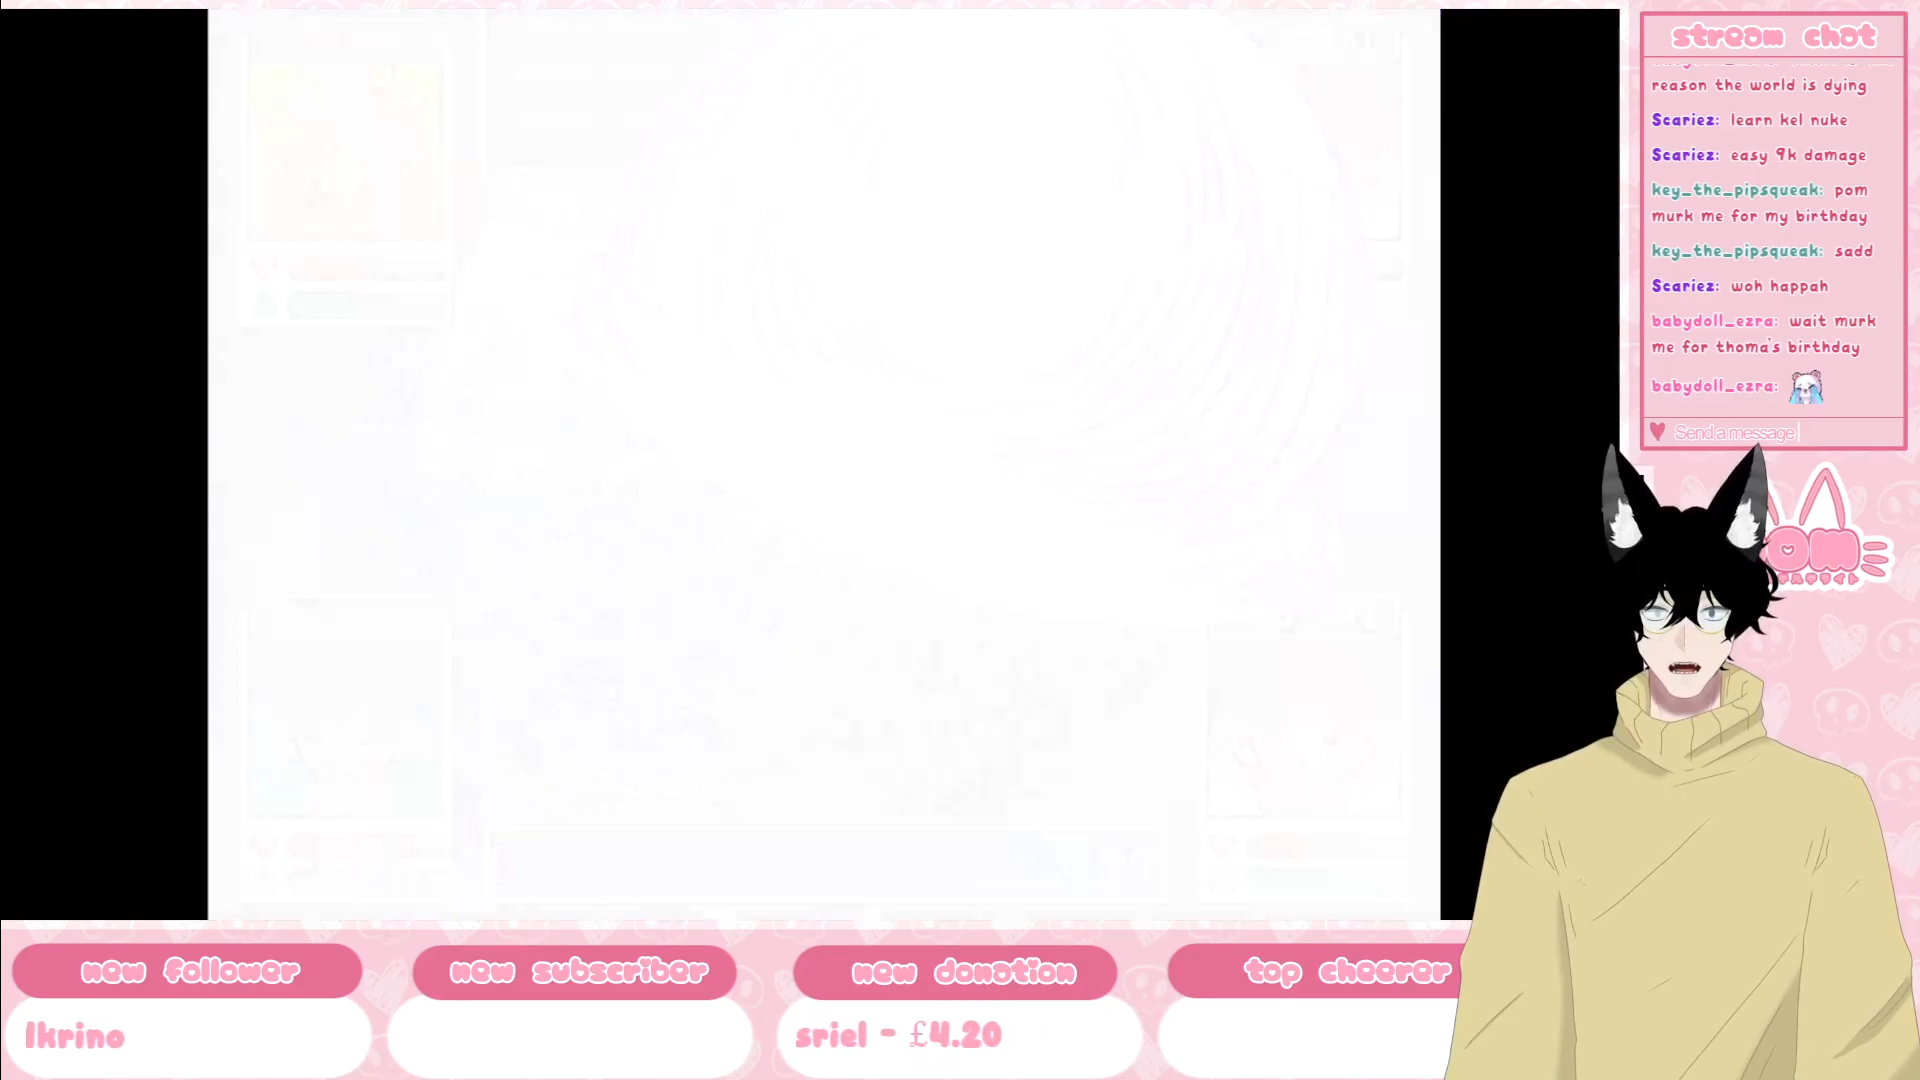 stream chat
reason the world is dying
Scariez: learn kel nuke
Scariez: easy 9k damage
key_the_pipsqueak: pom
murk me for my birthday
key_the_pipsqueak: sadd
Scariez: woh happah
babydoll_ezra: wait murk
me for thoma's birthday
babydoll_ezra:
Send a message
om
new follower
new subscriber
new donation
top cheerer
lkrino
sriel - £4.20